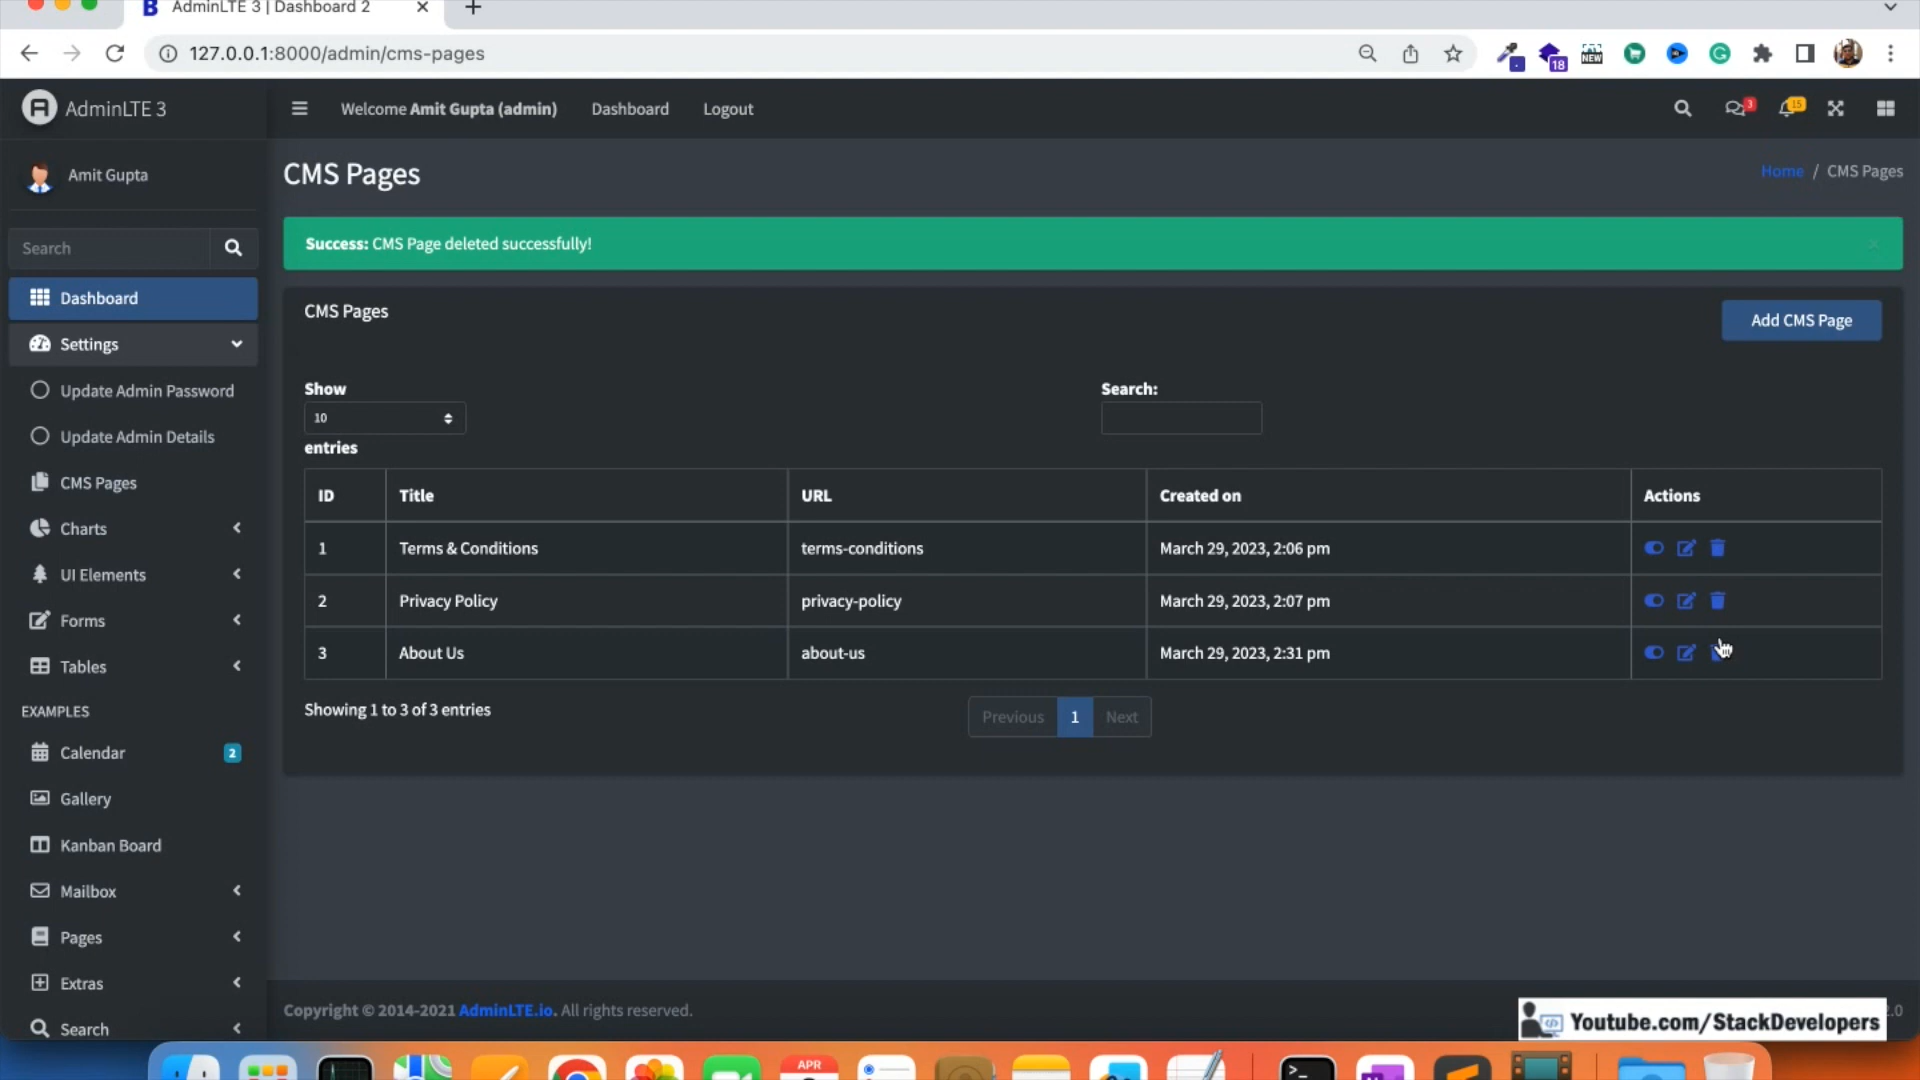 AdminLTE 3 | Dashboard 2
127.0.0.1:8000/admin/cms-pages
18
NEW
AdminLTE 3
Welcome Amit Gupta (admin)
Dashboard
Logout
3
15
Amit Gupta
CMS Pages
Home / CMS Pages
Search
Success: CMS Page deleted successfully!
Dashboard
Settings
Update Admin Password
Update Admin Details
CMS Pages
Charts
UI Elements
Forms
Tables
EXAMPLES
Calendar
2
Gallery
Kanban Board
Mailbox
Pages
Extras
Search
CMS Pages
Add CMS Page
Show
10
entries
Search:
ID Title URL Created on Actions
1 Terms & Conditions terms-conditions March 29, 2023, 2:06 pm
2 Privacy Policy privacy-policy March 29, 2023, 2:07 pm
3 About Us about-us March 29, 2023, 2:31 pm
Showing 1 to 3 of 3 entries
Previous 1 Next
Copyright © 2014-2021 AdminLTE.io. All rights reserved.
.0
Youtube.com/StackDevelopers
APR